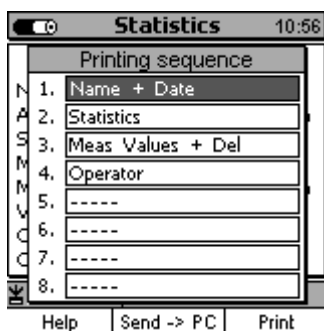 Statistics 10:56
Printing sequence
1. Name + Date
2. Statistics
3. Meas Values + Del
4. Operator
5. -----
6. -----
7. -----
8. -----
Help Send -> PC Print